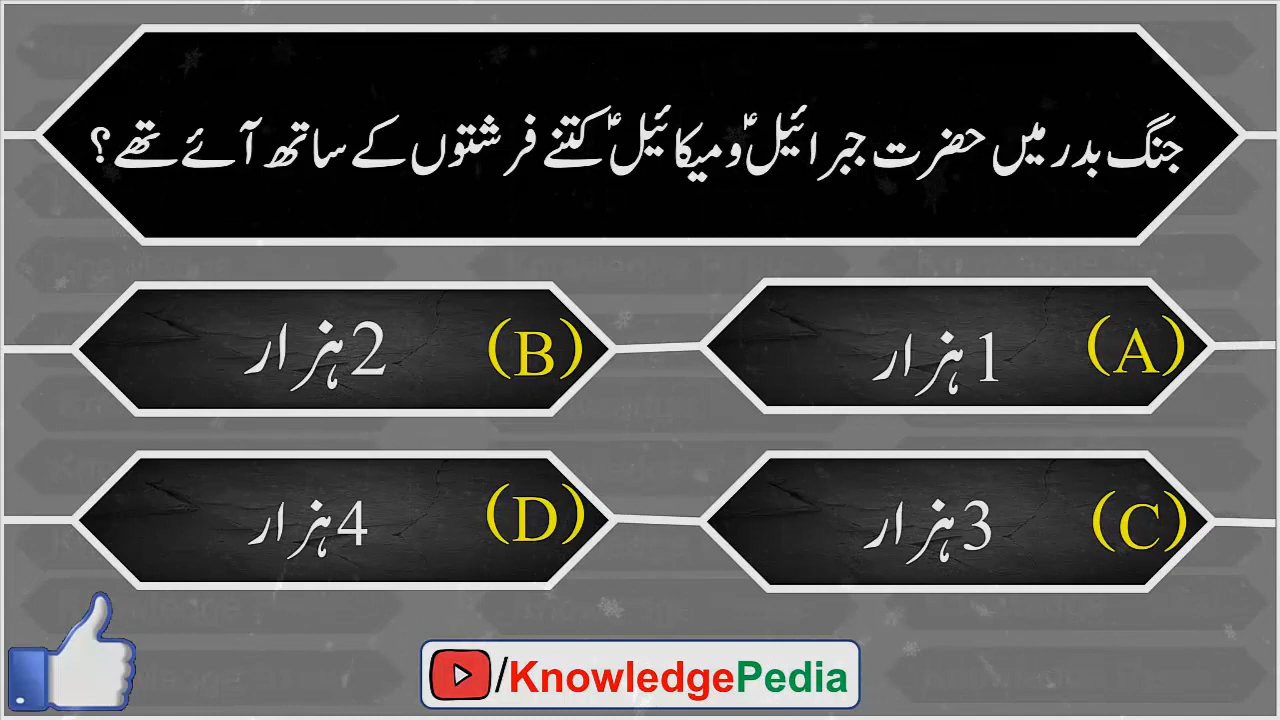 جنگ بدر میں حضرت جبرائیلؑ و میکائیلؑ کتنے فرشتوں کے ساتھ آئے تھے؟
(A) 1 ہزار
(B) 2 ہزار
(C) 3 ہزار
(D) 4 ہزار
/KnowledgePedia